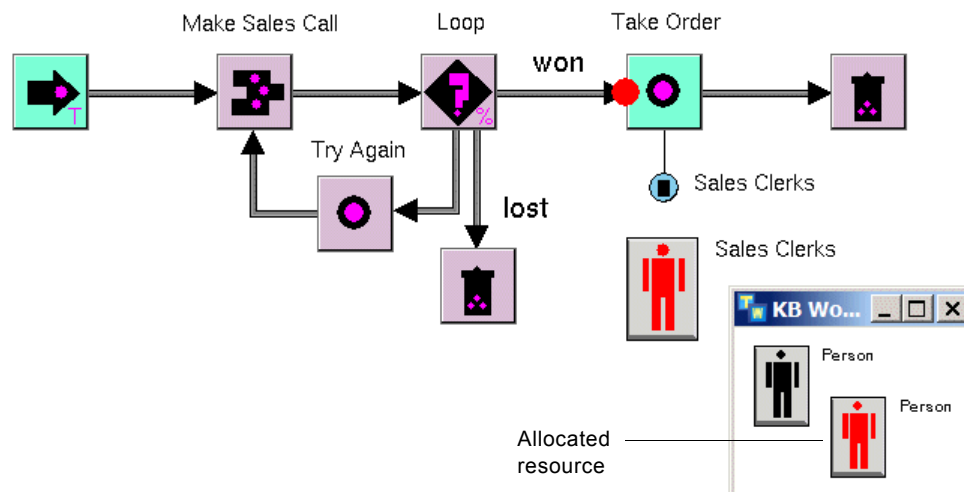 Make Sales Call
Loop
Take Order
won
T
?
%
Try Again
lost
Sales Clerks
Sales Clerks
TW KB Wo...
Person
Person
Allocated
resource